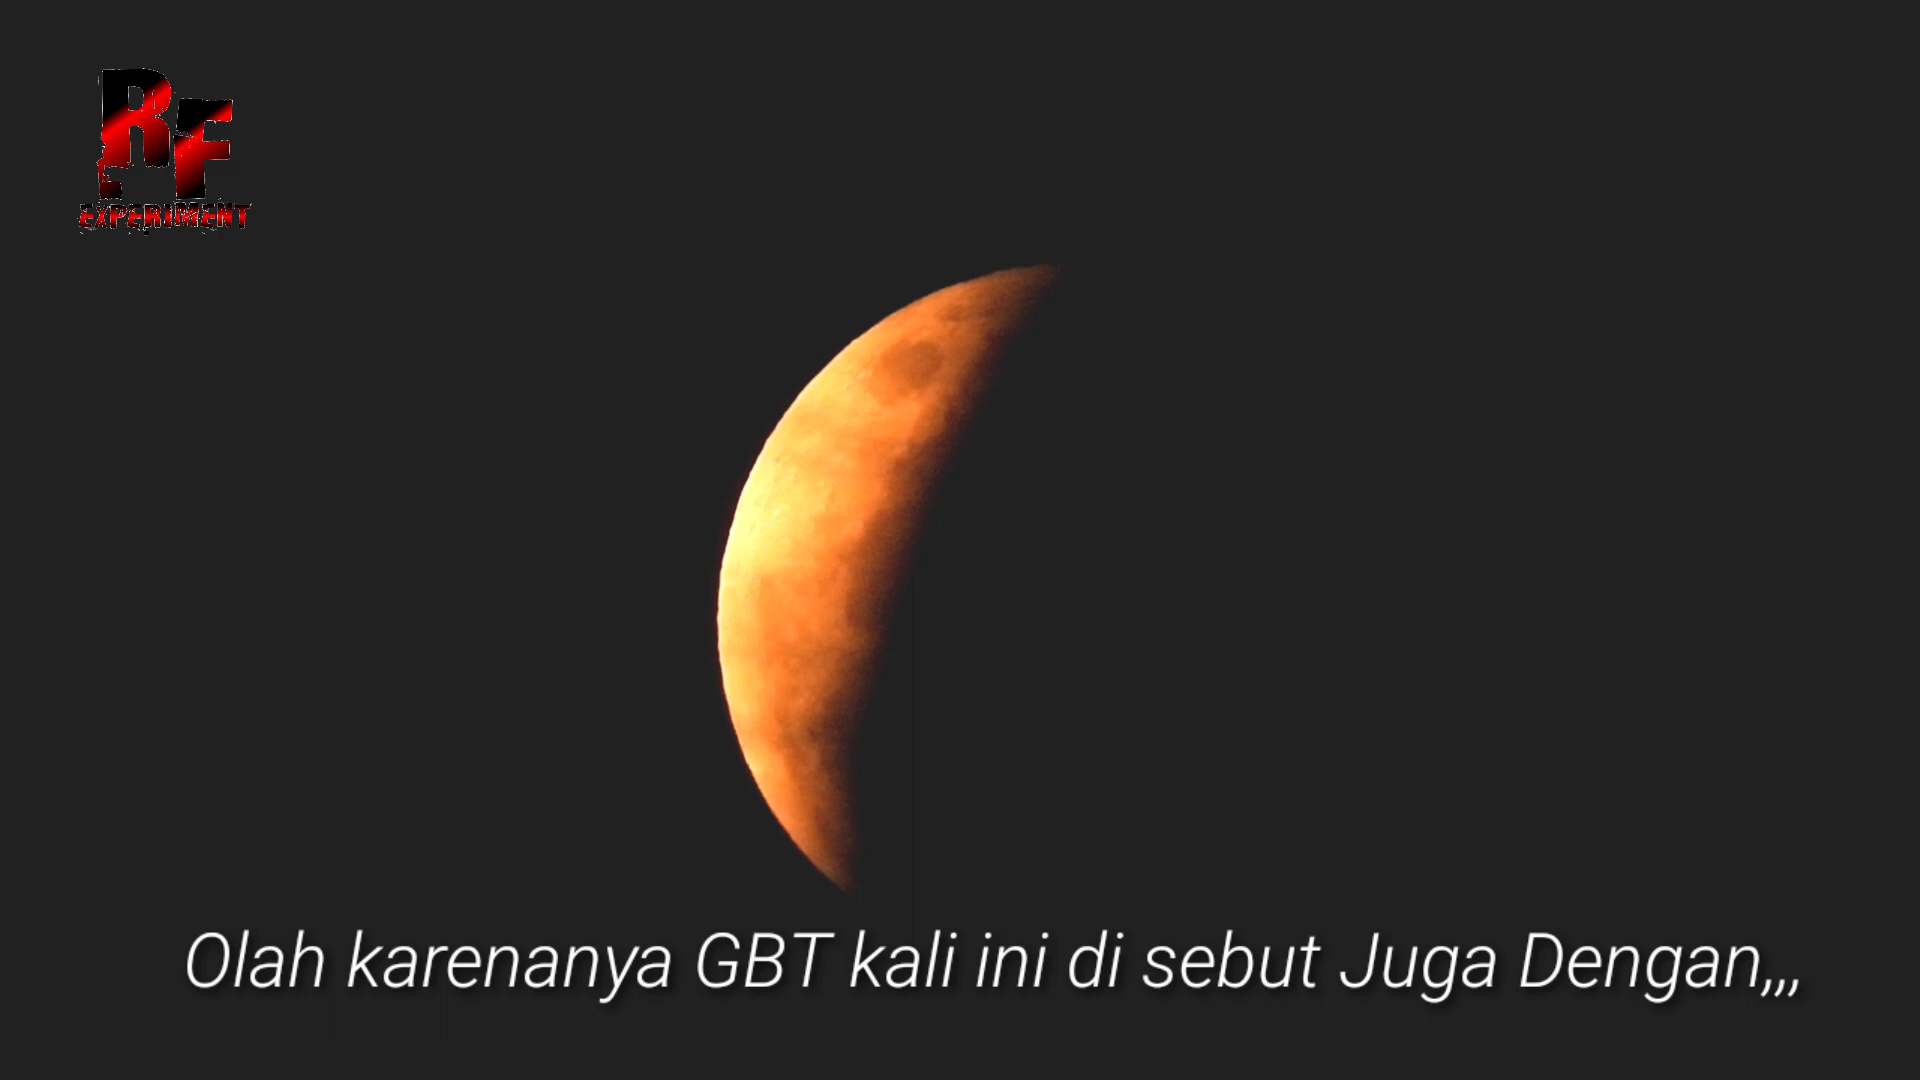 RF
EXPERIMENT
Olah karenanya GBT kali ini di sebut Juga Dengan,,,